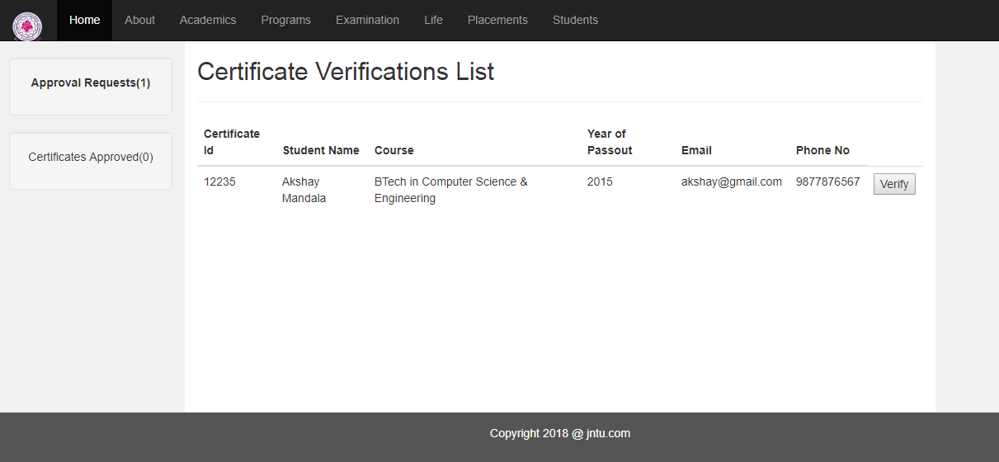 Home About Academics Programs Examination Life Placements Students
Approval Requests(1)
Certificates Approved(0)
Certificate Verifications List
Certificate Id Student Name Course Year of Passout Email Phone No
12235 Akshay Mandala BTech in Computer Science & Engineering 2015 akshay@gmail.com 9877876567 Verify
Copyright 2018 @ jntu.com